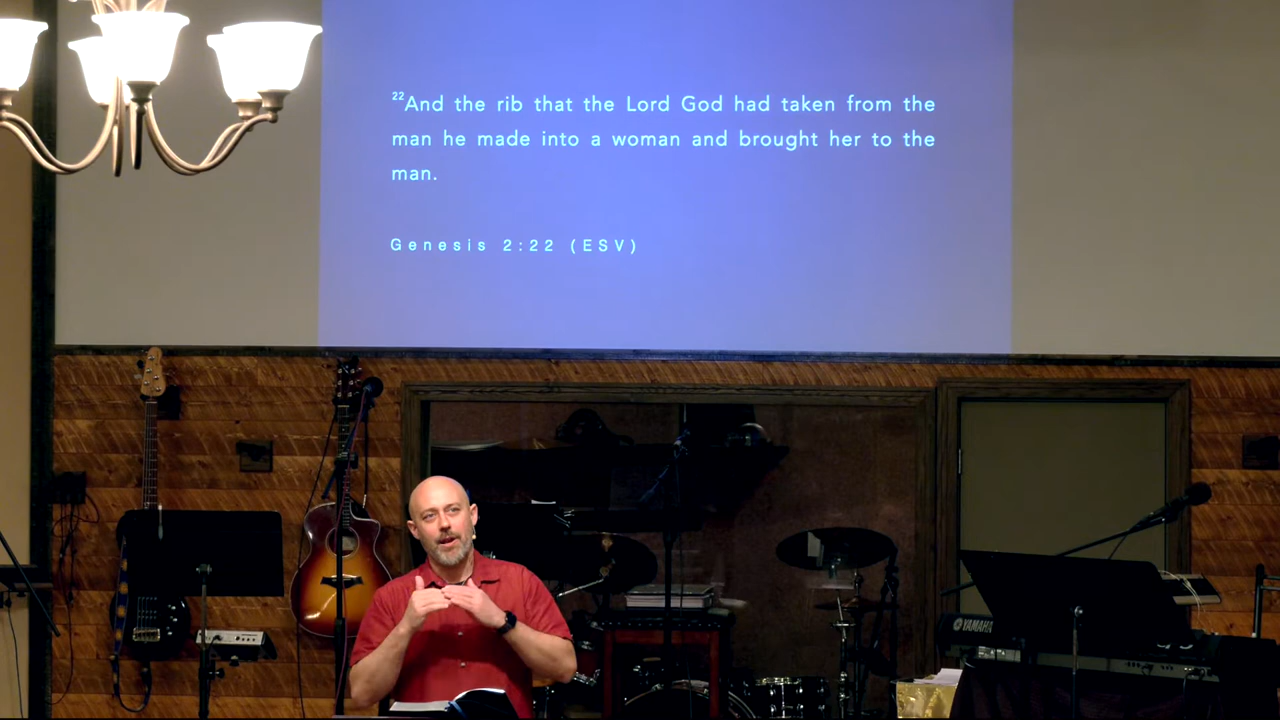 ²²And the rib that the Lord God had taken from the
man he made into a woman and brought her to the
man.
Genesis 2:22 (ESV)
YAMAHA